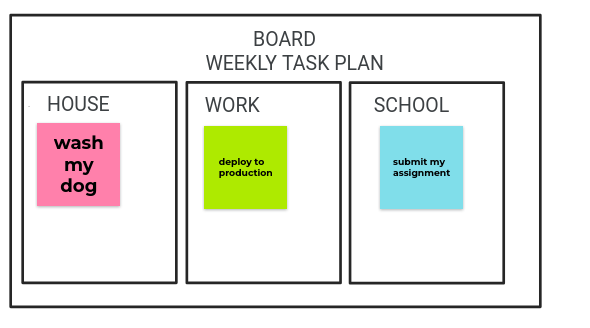 BOARD
WEEKLY TASK PLAN
HOUSE
wash
my
dog
WORK
deploy to
production
SCHOOL
submit my
assignment